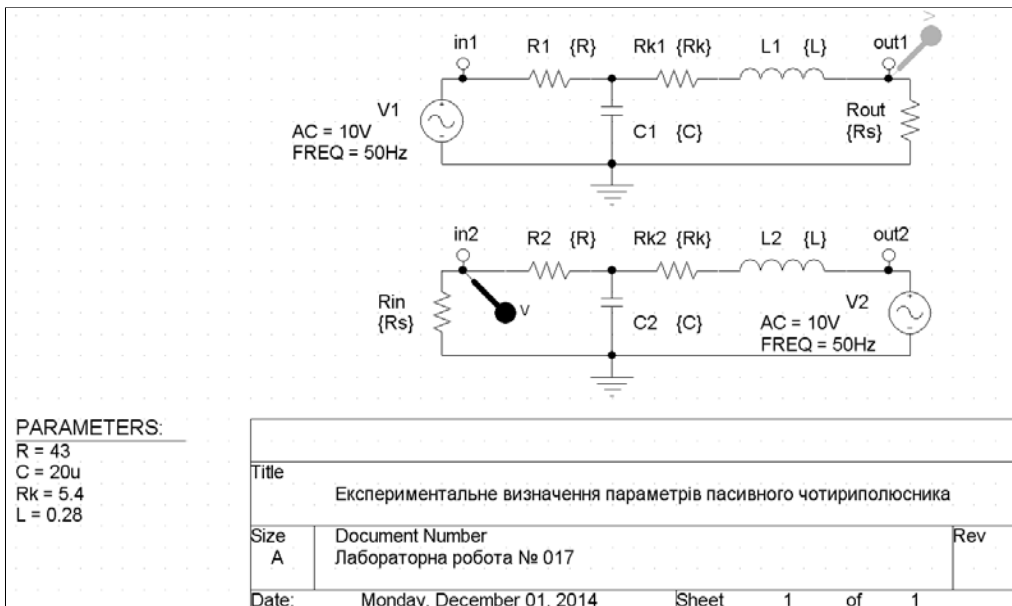 in1 R1 {R} Rk1 {Rk} L1 {L} out1 >
V1
AC = 10V
FREQ = 50Hz
C1 {C}
Rout
{Rs}
in2 R2 {R} Rk2 {Rk} L2 {L} out2
Rin
{Rs}
V
C2 {C}
V2
AC = 10V
FREQ = 50Hz
PARAMETERS:
R = 43
C = 20u
Rk = 5.4
L = 0.28
Title
Експериментальне визначення параметрів пасивного чотириполюсника
Size Document Number Rev
A Лабораторна робота № 017
Date: Monday, December 01, 2014 Sheet 1 of 1